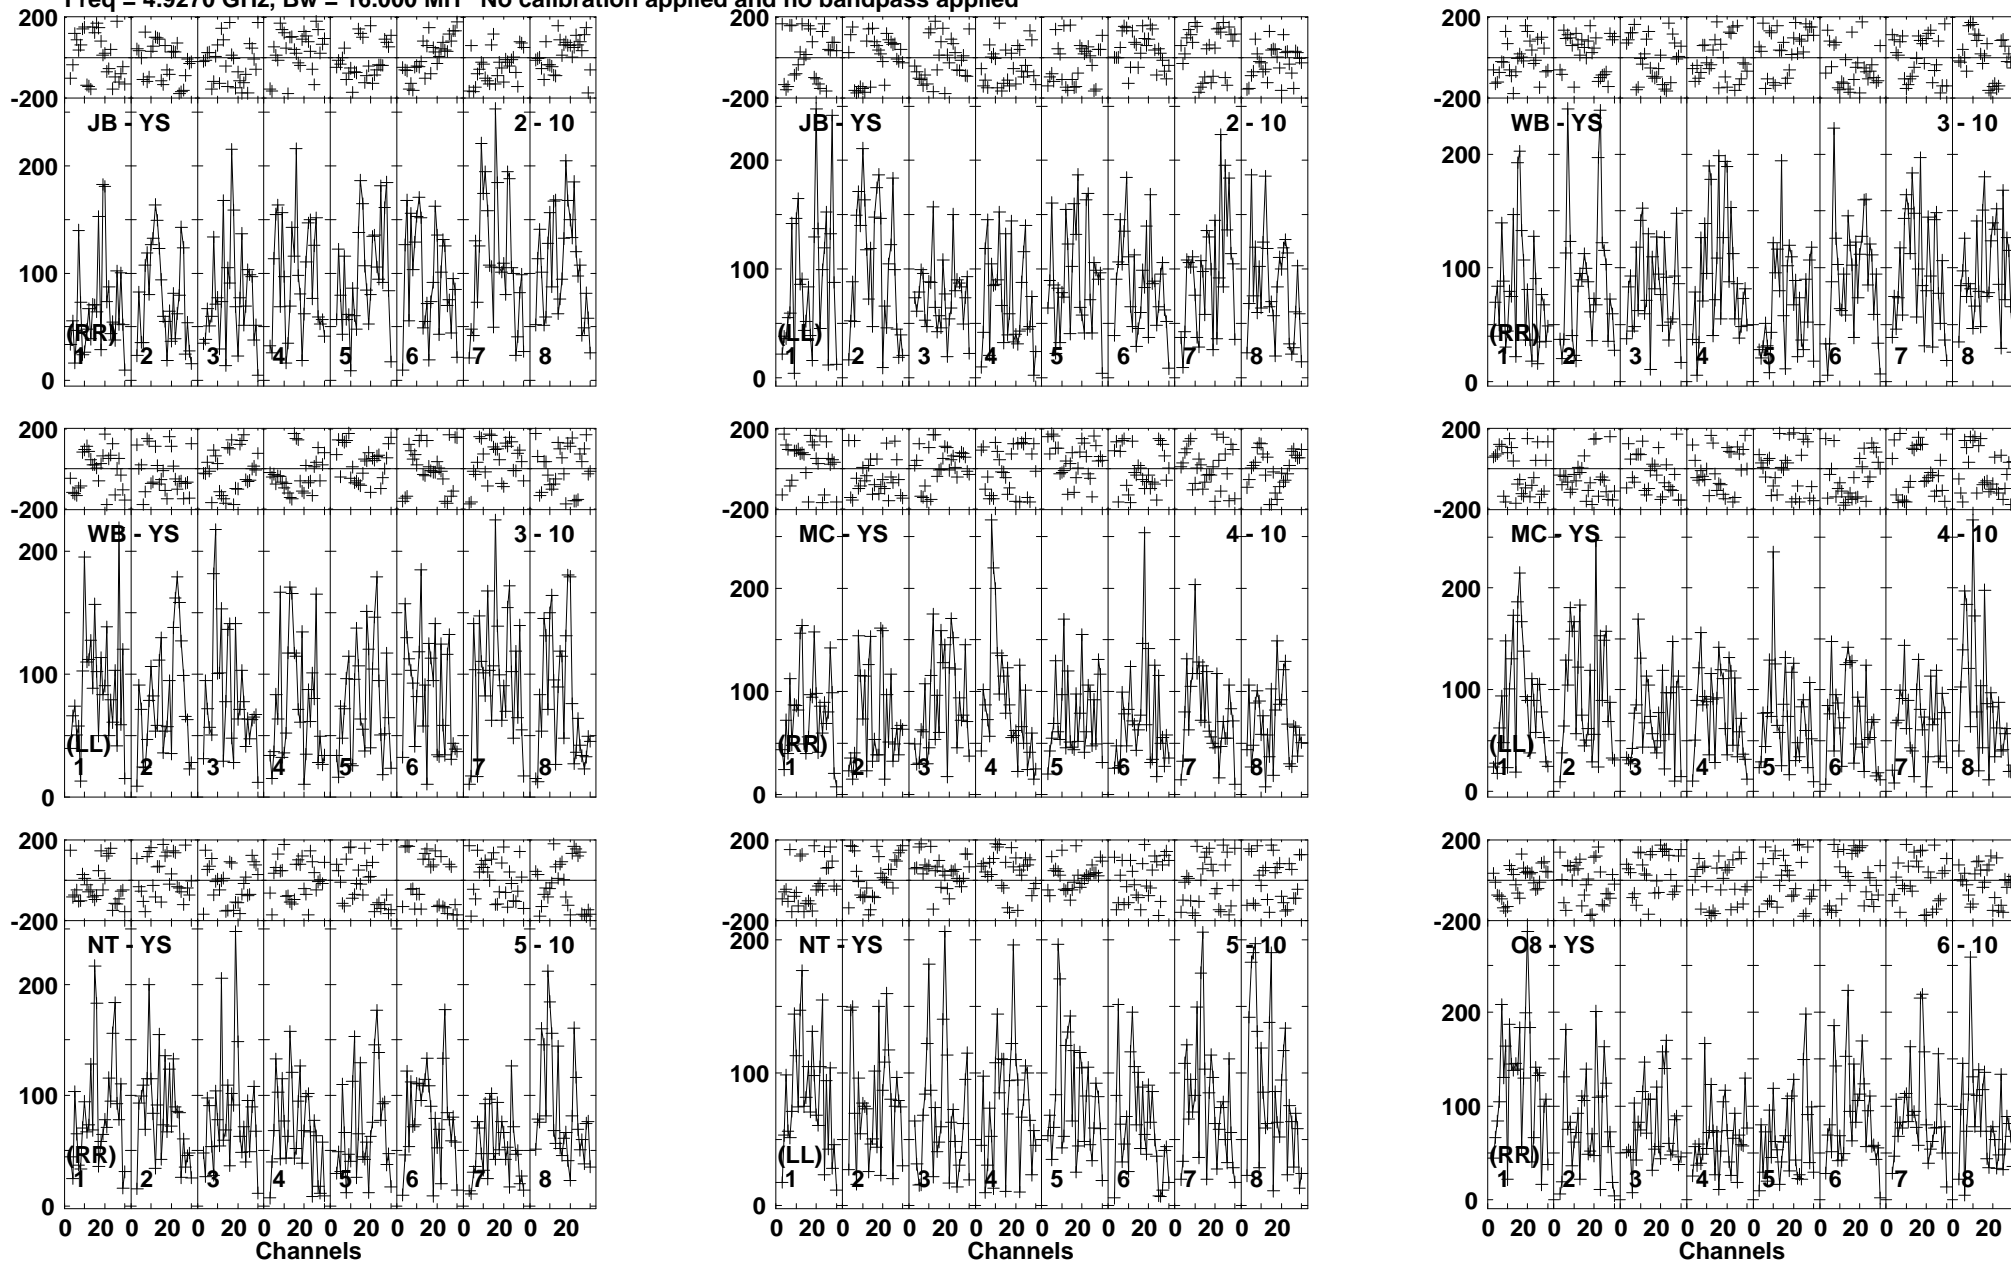 Freq = 4.9270 GHz, Bw = 16.000 MH No calibration applied and no bandpass applied
200 200 200
-200 -200 -200
JB - YS 2 - 10 JB - YS 2 - 10 WB - YS 3 - 10
200 200 200
100 100 100
(RR) (LL) (RR)
1 2 3 4 5 6 7 8 1 2 3 4 5 6 7 8 1 2 3 4 5 6 7 8
0 0 0
200 200 200
-200 -200 -200
WB - YS 3 - 10 MC - YS 4 - 10 MC - YS 4 - 10
200 200 200
100 100 100
(LL) (RR) (LL)
1 2 3 4 5 6 7 8 1 2 3 4 5 6 7 8 1 2 3 4 5 6 7 8
0 0 0
200 200 200
-200 -200 -200
NT - YS 5 - 10 NT - YS 5 - 10 O8 - YS 6 - 10
200 200 200
100 100 100
(RR) (LL) (RR)
1 2 3 4 5 6 7 8 1 2 3 4 5 6 7 8 1 2 3 4 5 6 7 8
0 0 0
0 20 0 20 0 20 0 20 0 20 0 20 0 20 0 20 0 20 0 20 0 20 0 20 0 20 0 20 0 20 0 20 0 20 0 20 0 20 0 20 0 20 0 20 0 20 0 20
Channels Channels Channels